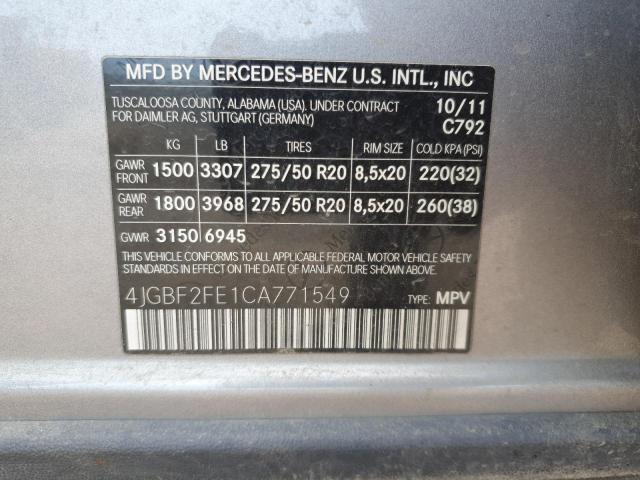 MFD BY MERCEDES-BENZ U.S. INTL., INC
TUSCALOOSA COUNTY, ALABAMA (USA). UNDER CONTRACT 10/11
FOR DAIMLER AG, STUTTGART (GERMANY) C792
KG LB TIRES RIM SIZE COLD KPA (PSI)
GAWR FRONT 1500 3307 275/50 R20 8,5x20 220(32)
GAWR REAR 1800 3968 275/50 R20 8,5x20 260(38)
GVWR 3150 6945
VEHICLE CONFORMS TO ALL APPLICABLE FEDERAL MOTOR VEHICLE SAFETY
STANDARDS IN EFFECT ON THE DATE OF MANUFACTURE SHOWN ABOVE
4JGBF2FE1CA771549 TYPE: MPV